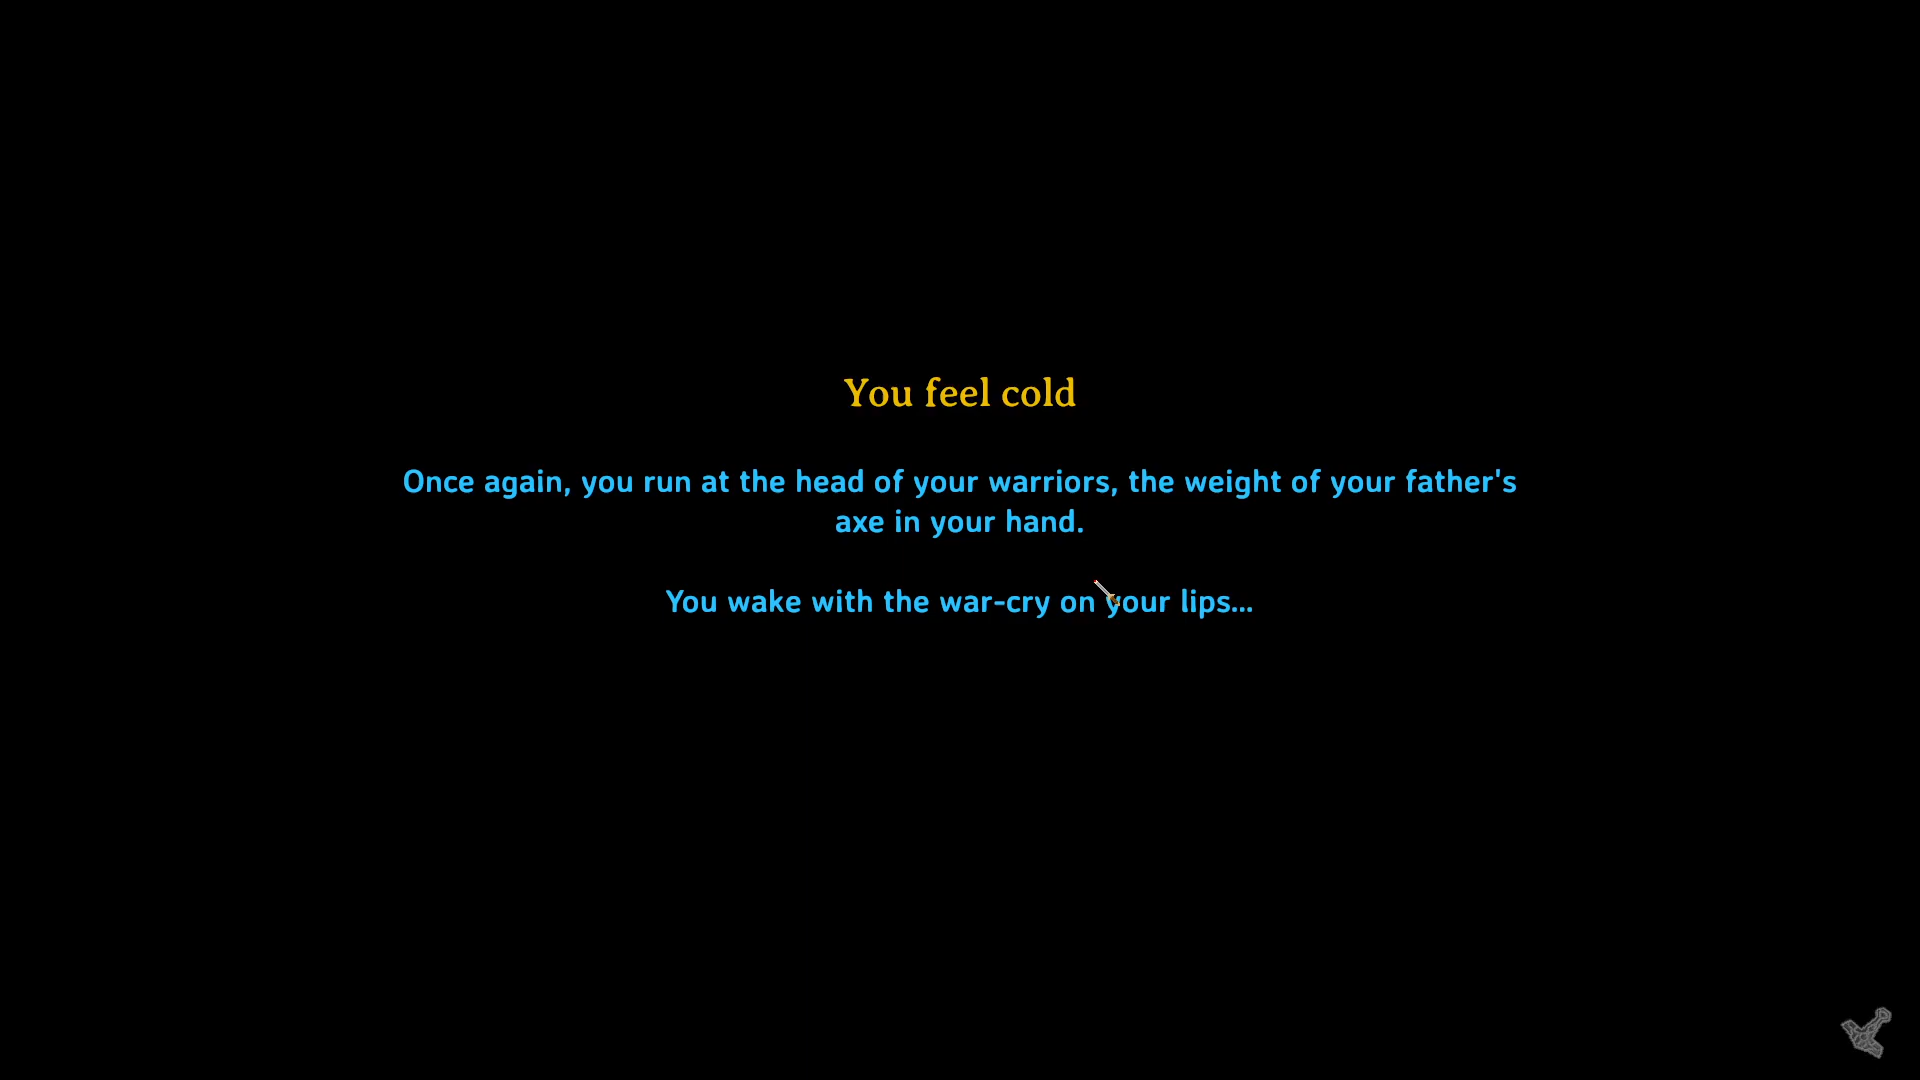 You feel cold
Once again, you run at the head of your warriors, the weight of your father's
axe in your hand.
You wake with the war-cry on your lips...